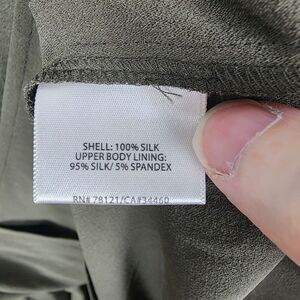 SHELL: 100% SILK
UPPER BODY LINING:
95% SILK/ 5% SPANDEX
RN# 78121/CA#34460